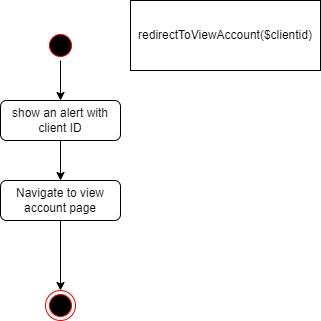 redirectToViewAccount($clientid)
show an alert with
client ID
Navigate to view
account page